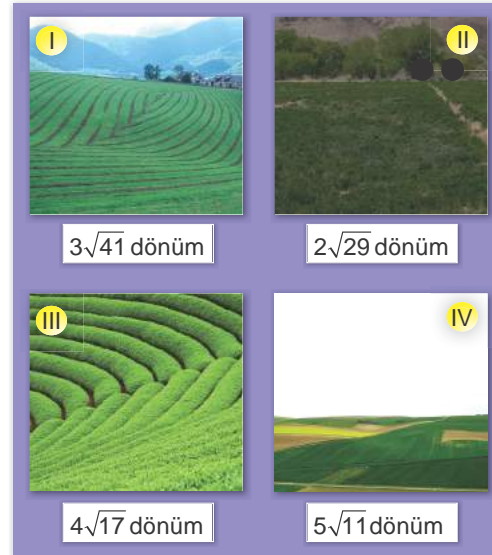 I
II
3√41 dönüm
2√29 dönüm
III
IV
4√17 dönüm
5√11 dönüm